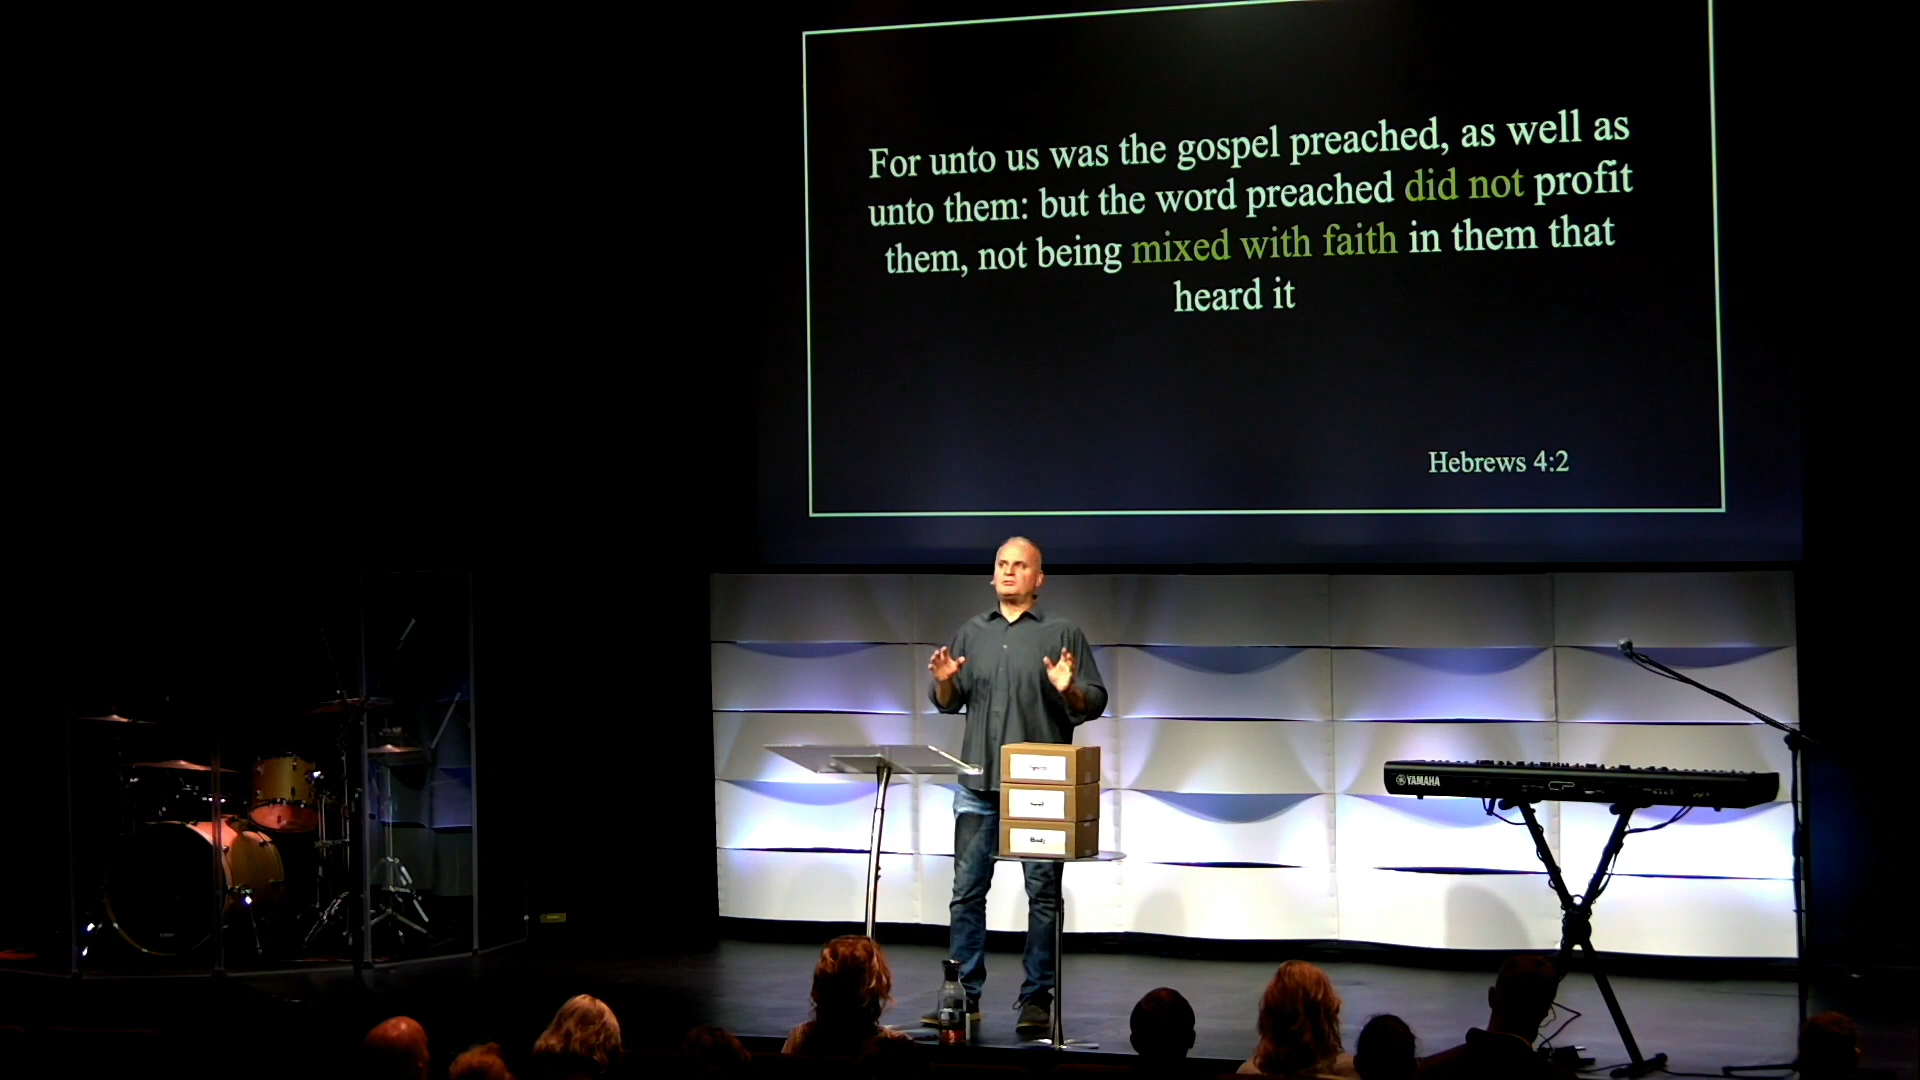 For unto us was the gospel preached, as well as
unto them: but the word preached did not profit
them, not being mixed with faith in them that
heard it
Hebrews 4:2
YAMAHA
Body